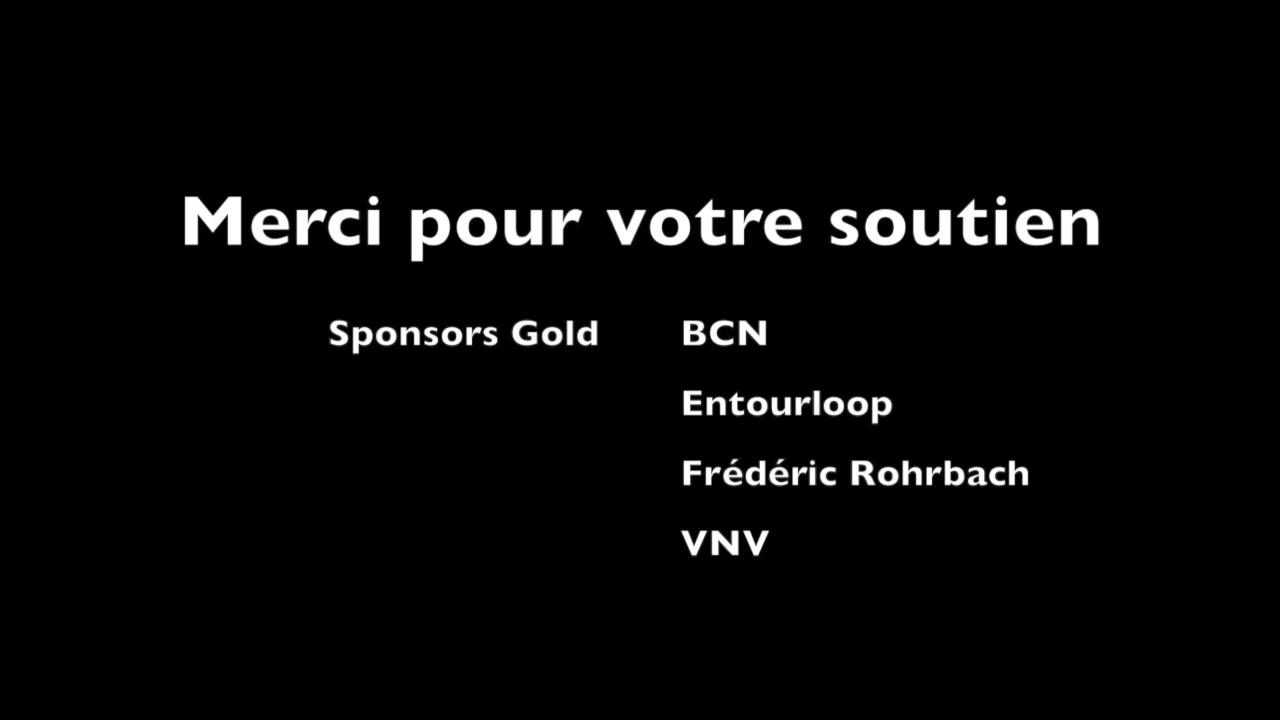 Merci pour votre soutien
Sponsors Gold BCN
Entourloop
Frédéric Rohrbach
VNV